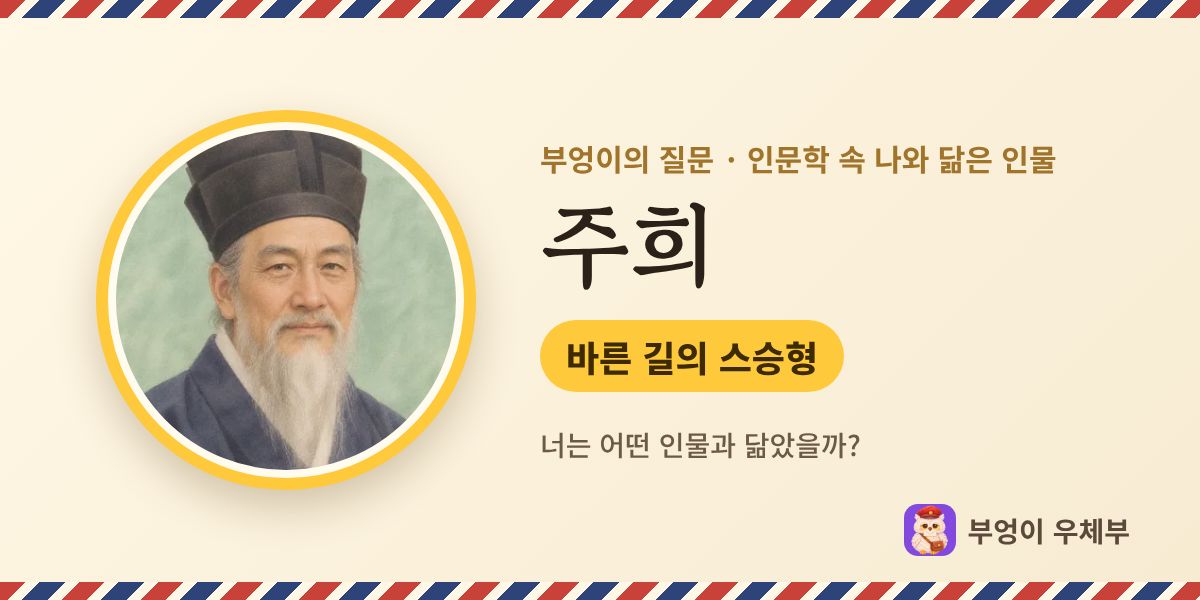 부엉이의 질문 · 인문학 속 나와 닮은 인물
주희
바른 길의 스승형
너는 어떤 인물과 닮았을까?
부엉이 우체부